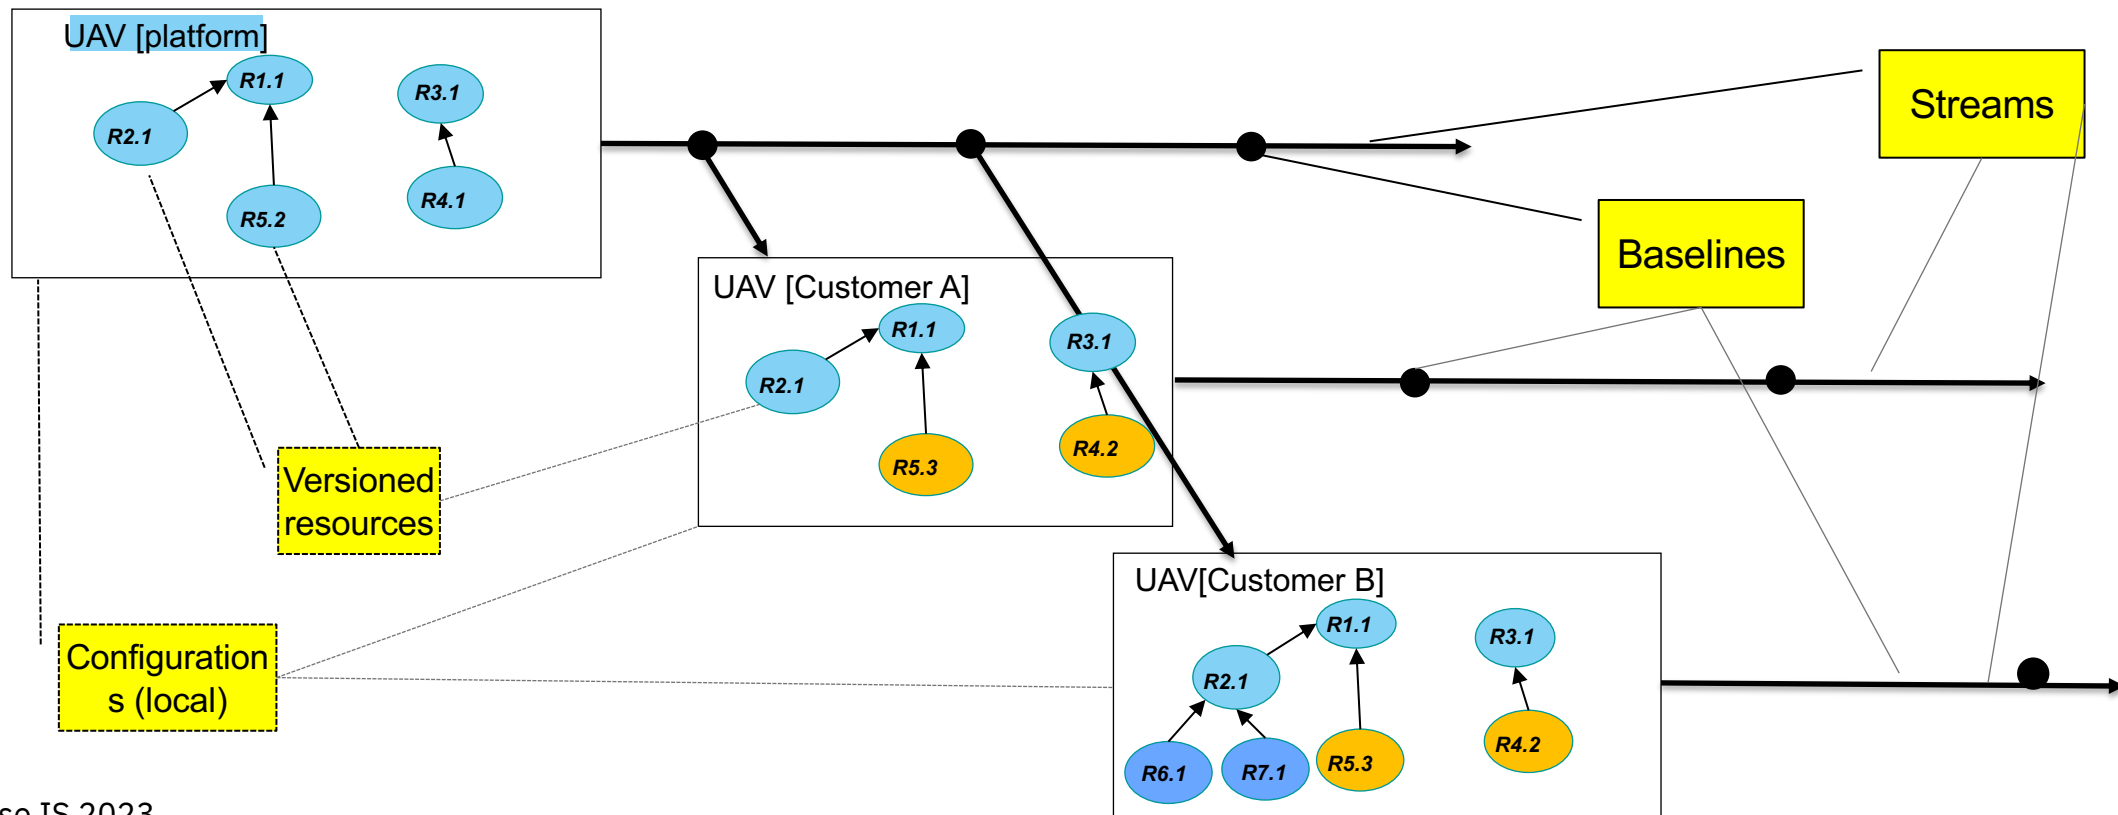 UAV [platform]
R1.1
R3.1
R2.1
R4.1
R5.2
Streams
Baselines
UAV [Customer A]
R1.1
R3.1
R2.1
R5.3
R4.2
Versioned
resources
UAV[Customer B]
R1.1
R3.1
R2.1
R6.1
R7.1
R5.3
R4.2
Configuration
s (local)
IS 2023